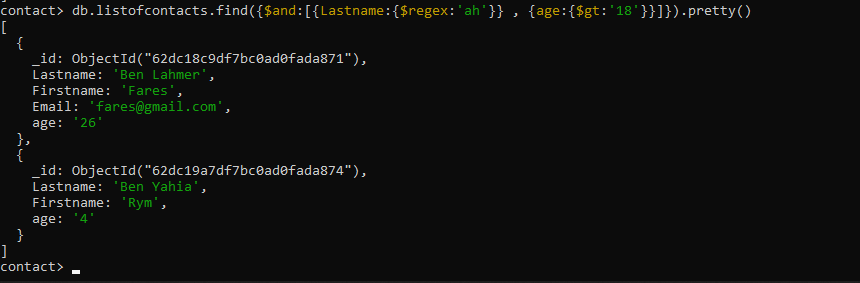 contact> db.listofcontacts.find({$and:[{Lastname:{$regex:'ah'}} , {age:{$gt:'18'}}]}).pretty()
[
  {
    _id: ObjectId("62dc18c9df7bc0ad0fada871"),
    Lastname: 'Ben Lahmer',
    Firstname: 'Fares',
    Email: 'fares@gmail.com',
    age: '26'
  },
  {
    _id: ObjectId("62dc19a7df7bc0ad0fada874"),
    Lastname: 'Ben Yahia',
    Firstname: 'Rym',
    age: '4'
  }
]
contact>